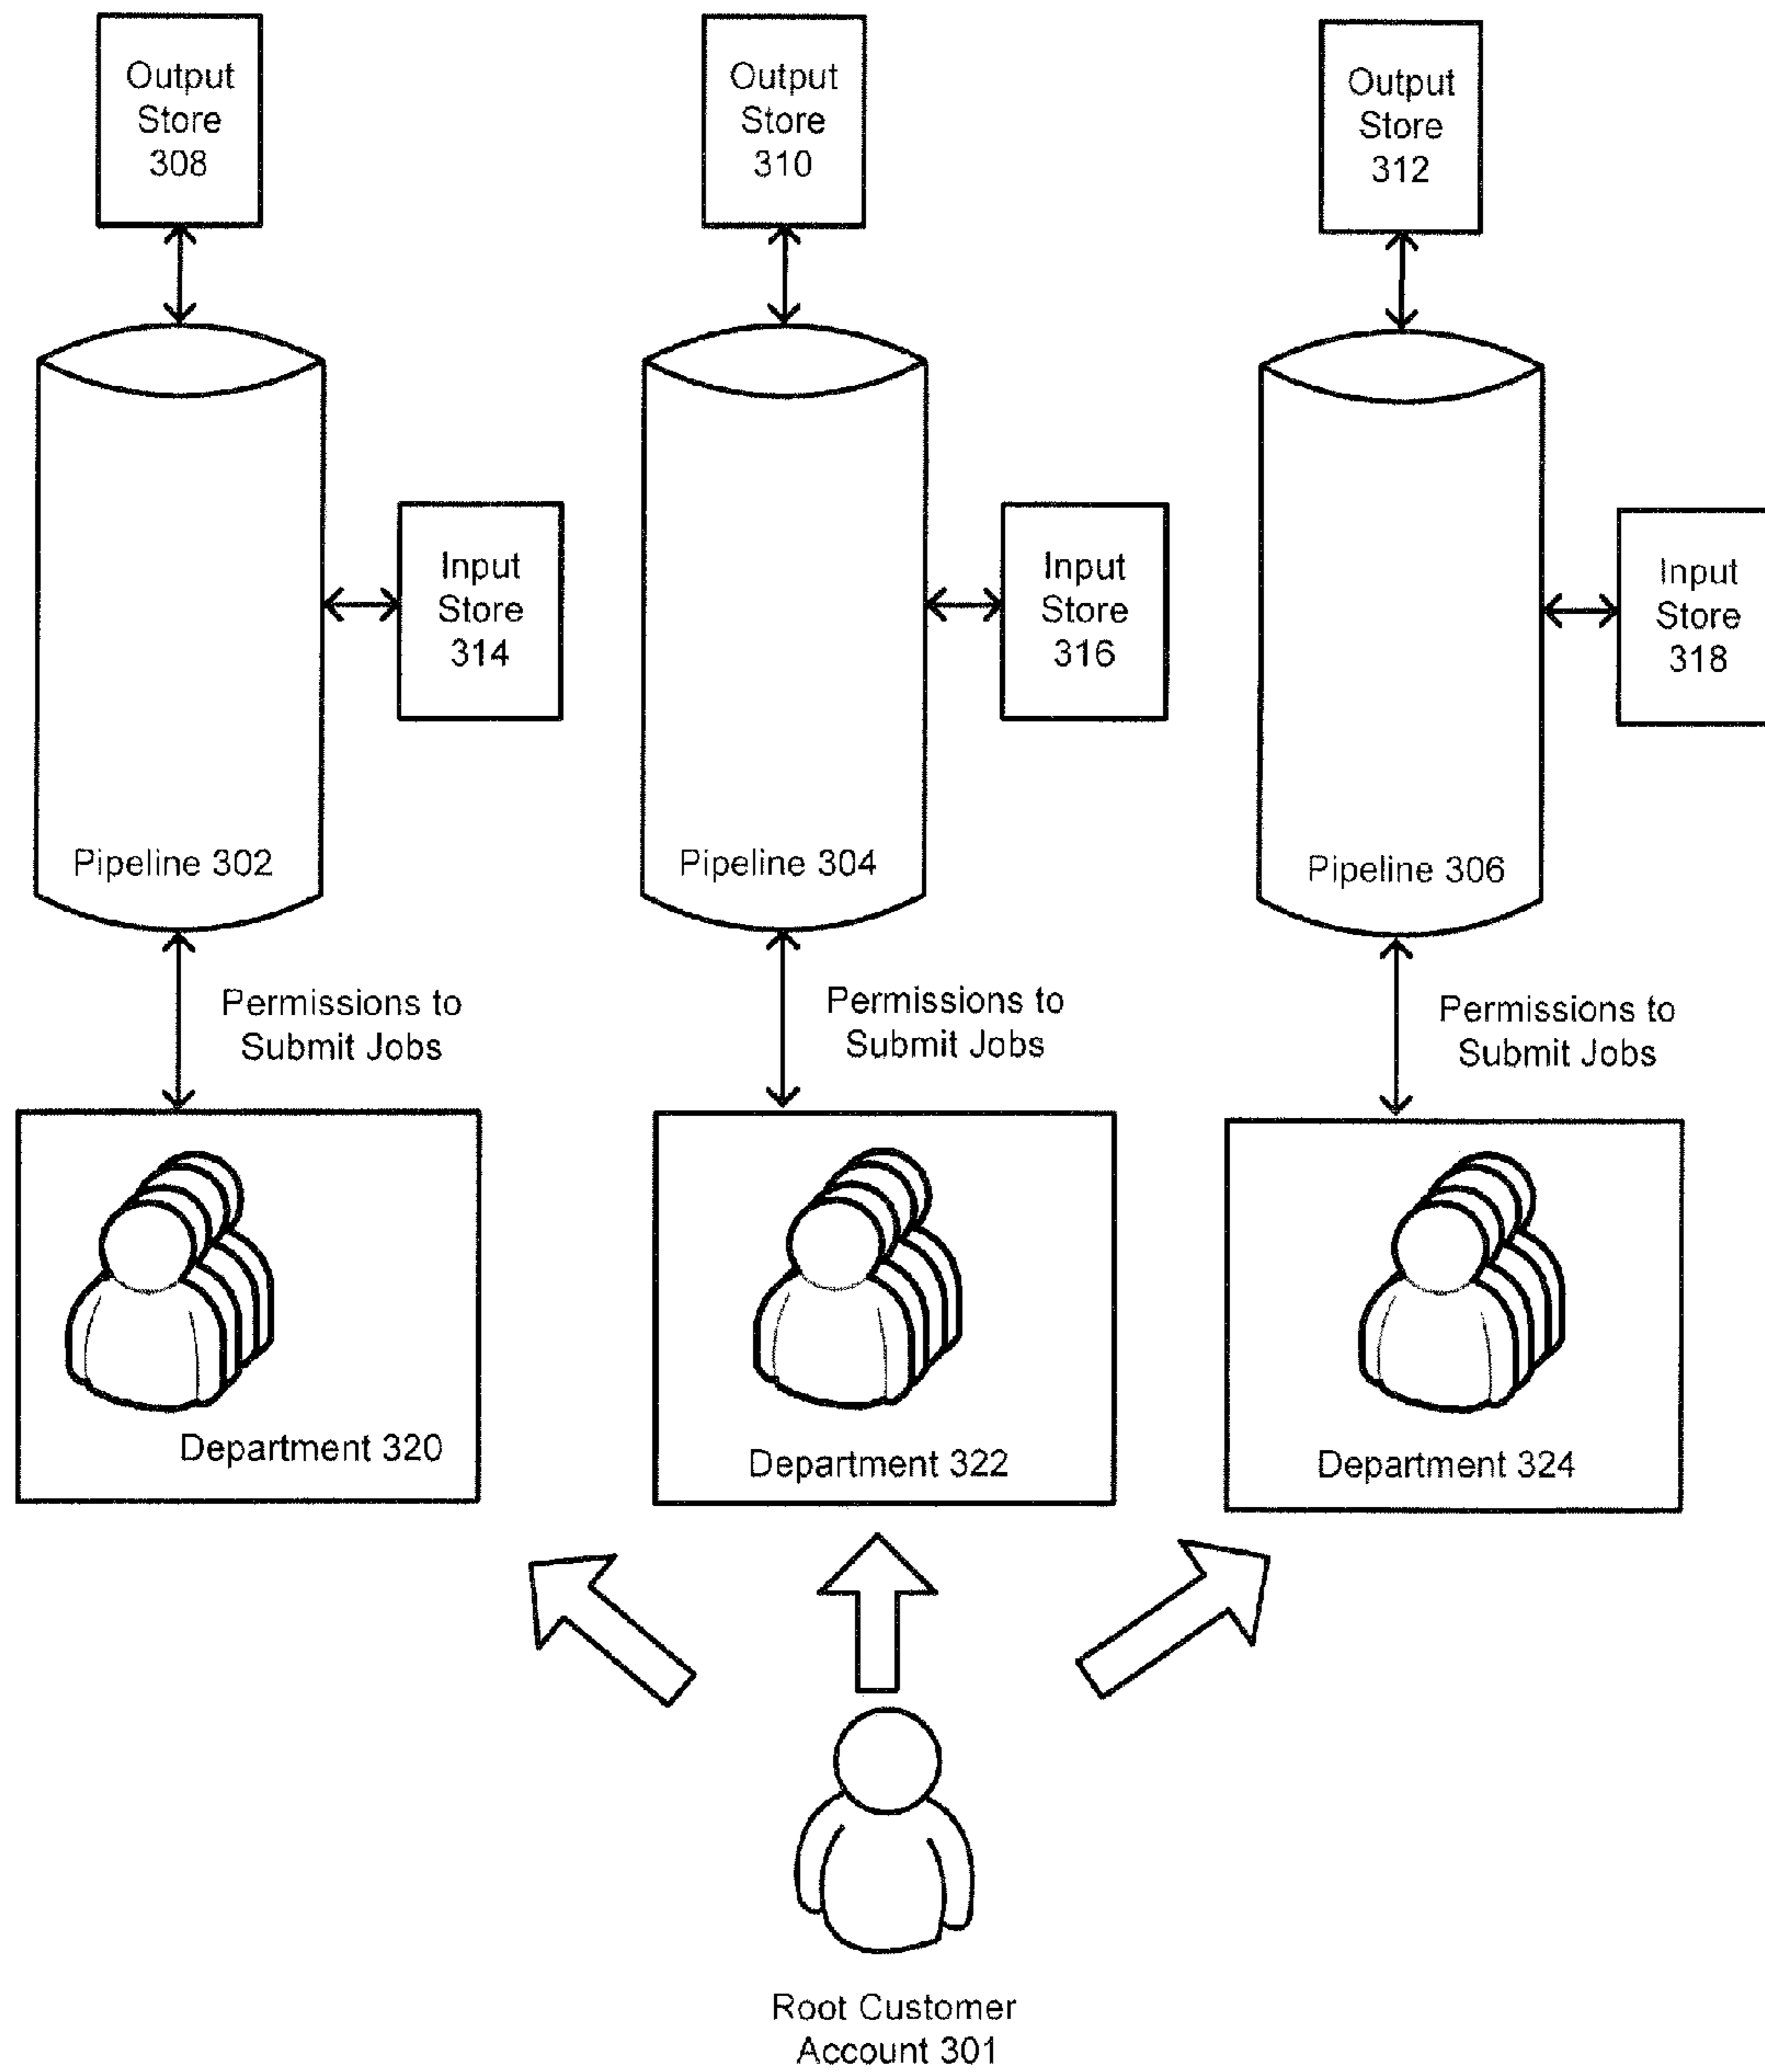 Output
Store
308
Output
Store
310
Output
Store
312
Input
Store
314
Input
Store
316
Input
Store
318
Pipeline 302
Pipeline 304
Pipeline 306
Permissions to
Submit Jobs
Permissions to
Submit Jobs
Permissions to
Submit Jobs
Department 320
Department 322
Department 324
Root Customer
Account 301